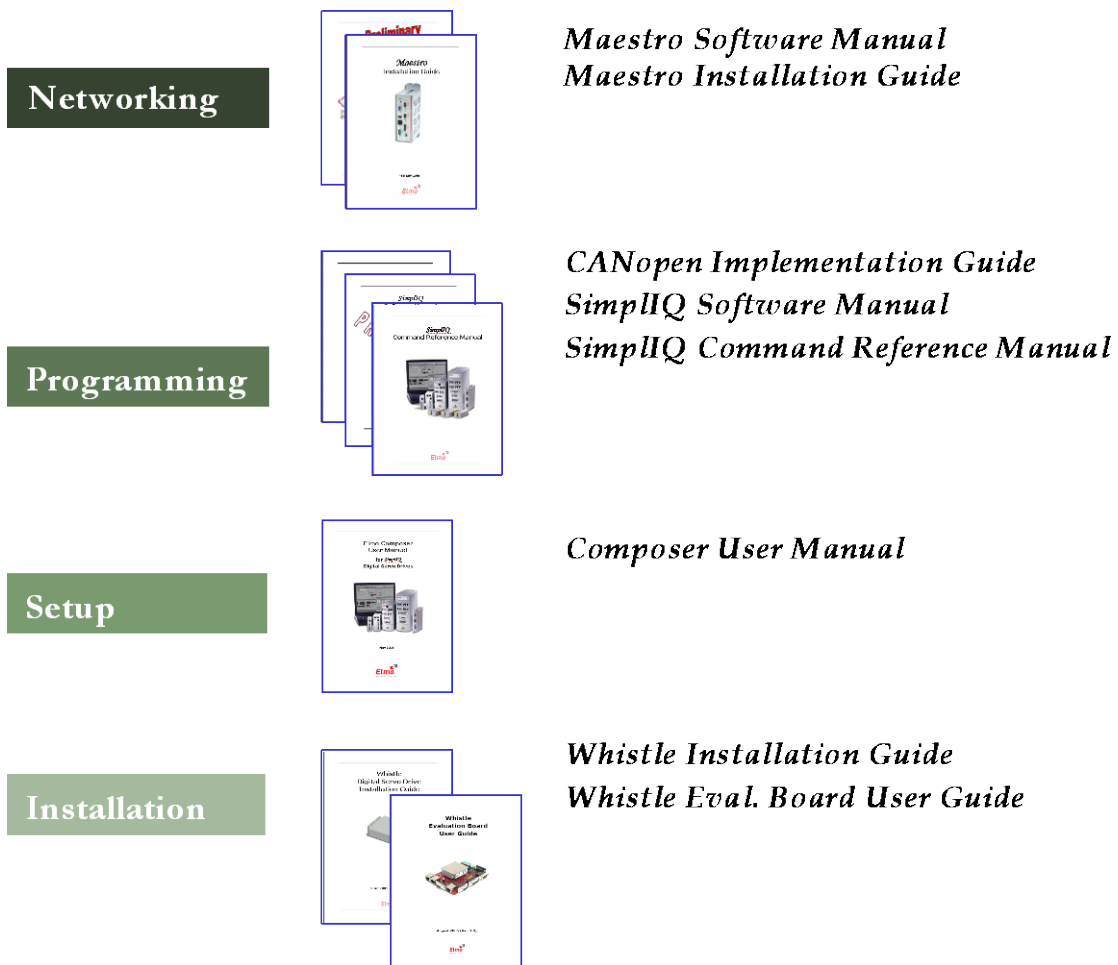 Networking
Preliminary
Maestro
Installation Guide
Elmo
Maestro Software Manual
Maestro Installation Guide
Programming
SimplIQ
SimplIQ
Command Reference Manual
Elmo
CANopen Implementation Guide
SimplIQ Software Manual
SimplIQ Command Reference Manual
Setup
Elmo Composer
User Manual
for SimplIQ
Digital Servo Drives
Elmo
Composer User Manual
Installation
Whistle
Digital Servo Drive
Installation Guide
Whistle
Evaluation Board
User Guide
Elmo
Whistle Installation Guide
Whistle Eval. Board User Guide